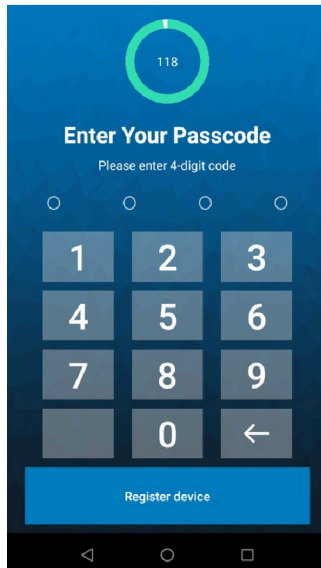 118
Enter Your Passcode
Please enter 4-digit code
1 2 3
4 5 6
7 8 9
0 ←
Register device